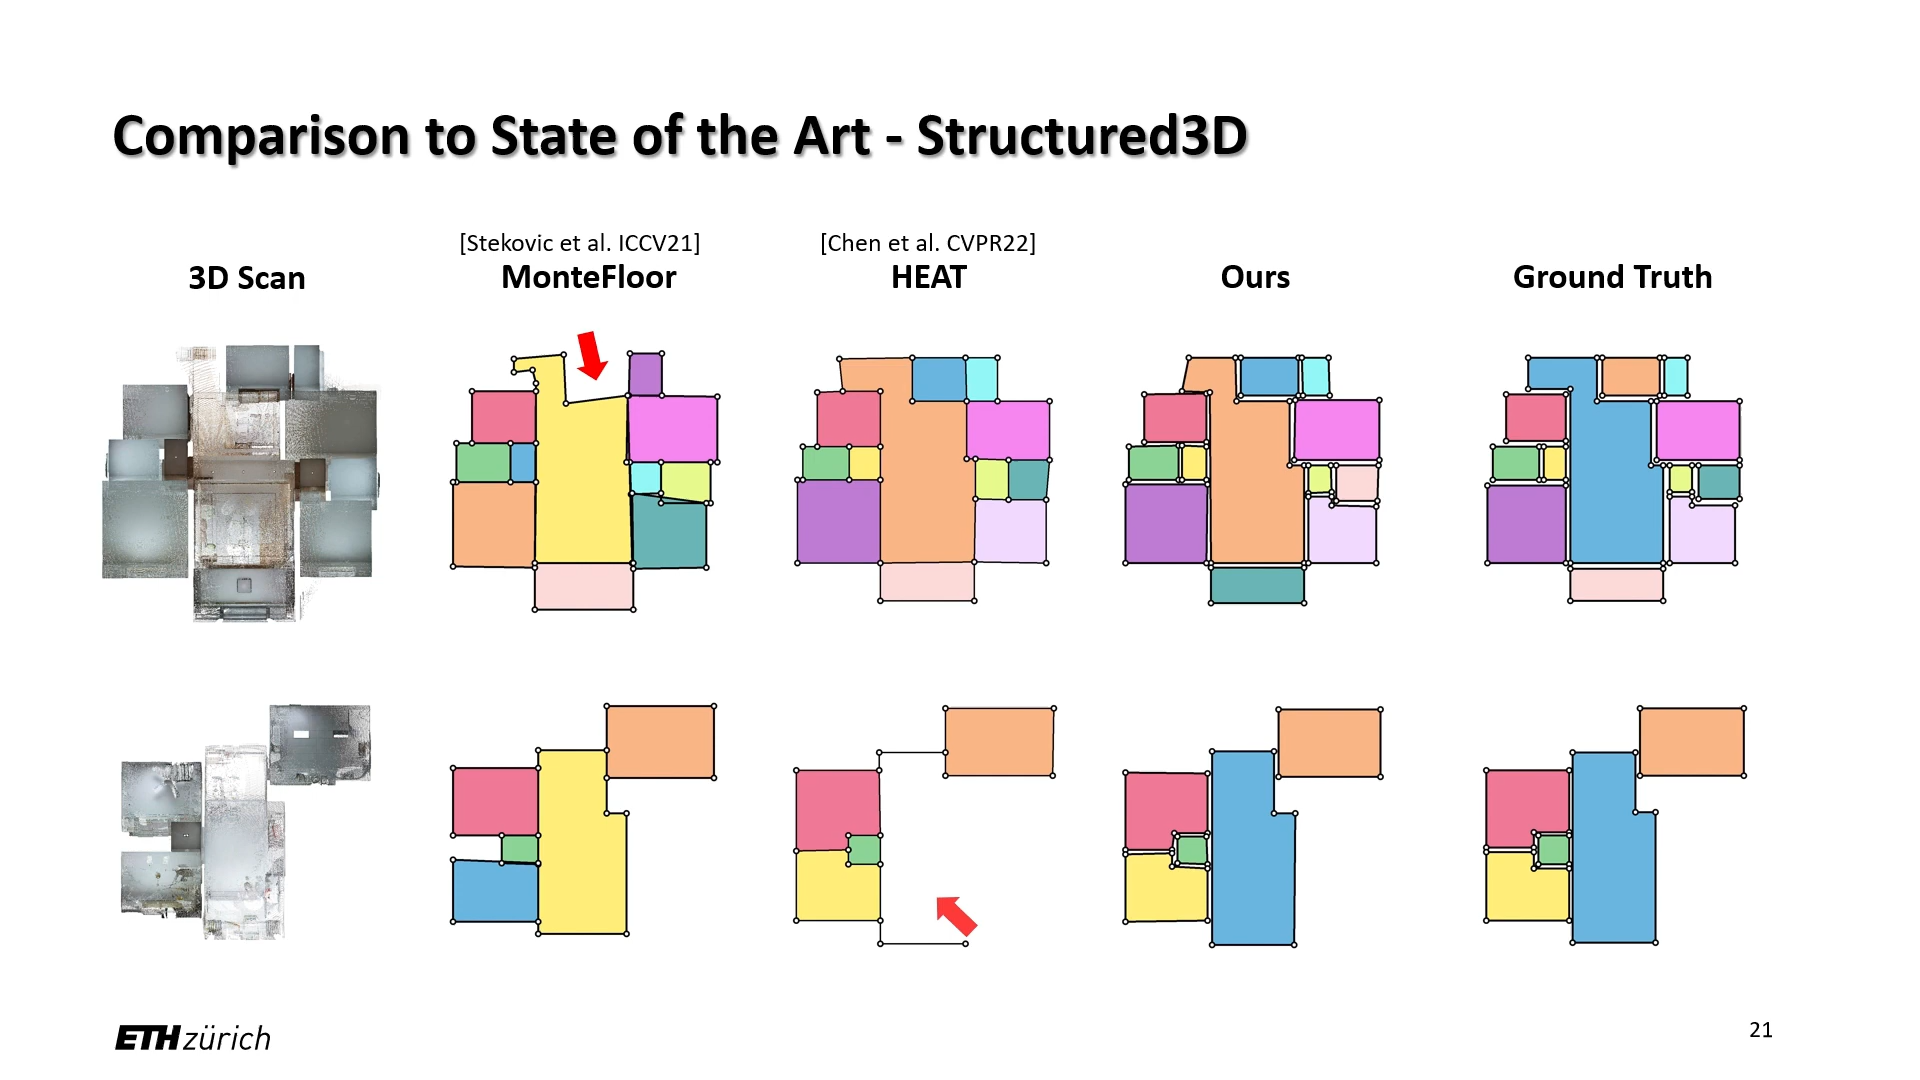 Comparison to State of the Art - Structured3D
[Stekovic et al. ICCV21]
[Chen et al. CVPR22]
3D Scan
MonteFloor
HEAT
Ours
Ground Truth
ETH zürich
21